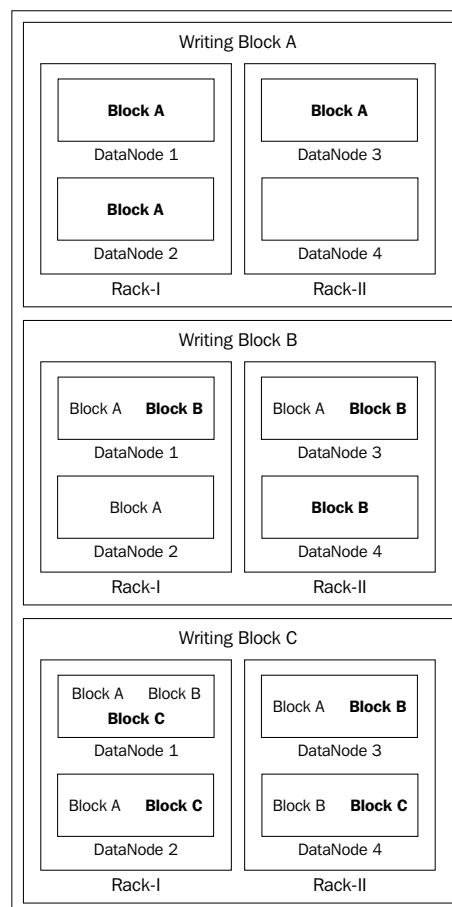 Writing Block A
Block A Block A
DataNode 1 DataNode 3
Block A
DataNode 2 DataNode 4
Rack-I Rack-II
Writing Block B
Block A Block B Block A Block B
DataNode 1 DataNode 3
Block A Block B
DataNode 2 DataNode 4
Rack-I Rack-II
Writing Block C
Block A Block B
Block C
Block A Block B
DataNode 1 DataNode 3
Block A Block C Block B Block C
DataNode 2 DataNode 4
Rack-I Rack-II